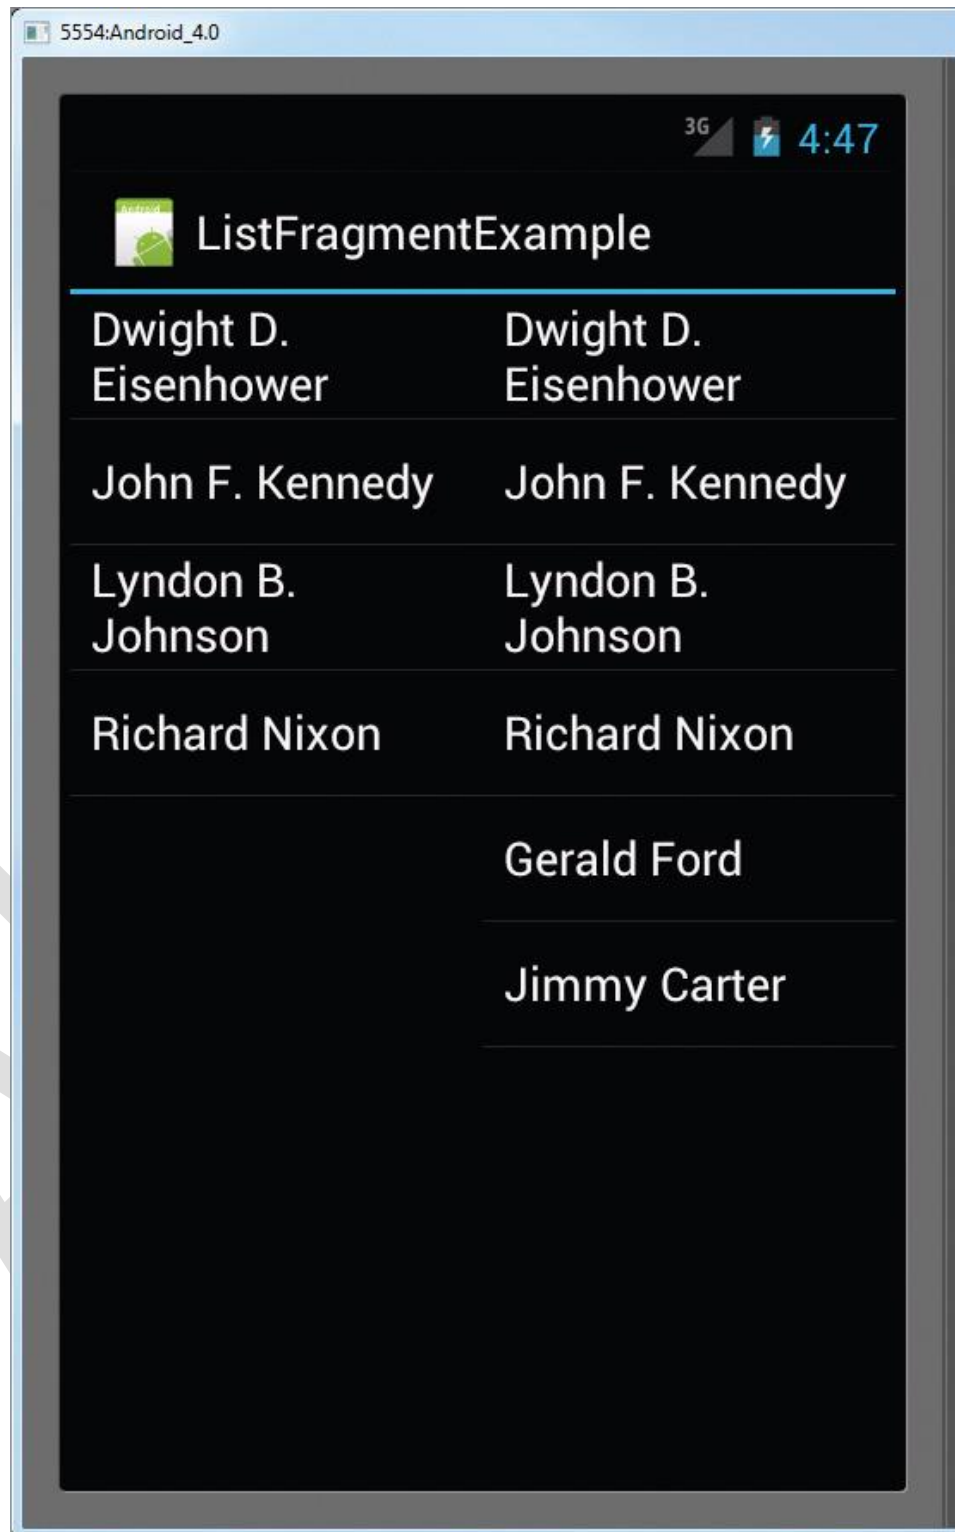 5554:Android_4.0
3G 4:47
Android
ListFragmentExample
Dwight D.
Eisenhower
Dwight D.
Eisenhower
John F. Kennedy
John F. Kennedy
Lyndon B.
Johnson
Lyndon B.
Johnson
Richard Nixon
Richard Nixon
Gerald Ford
Jimmy Carter